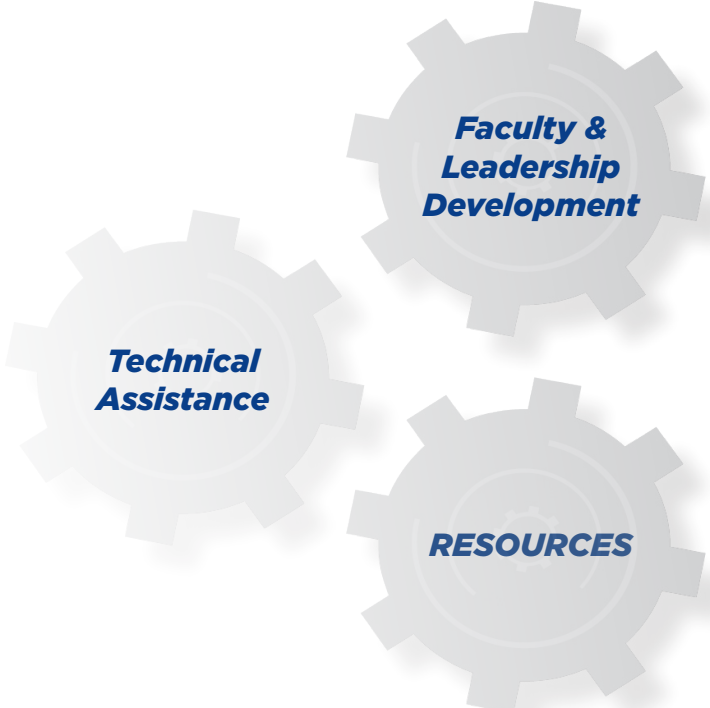 Faculty &
Leadership
Development
Technical
Assistance
RESOURCES